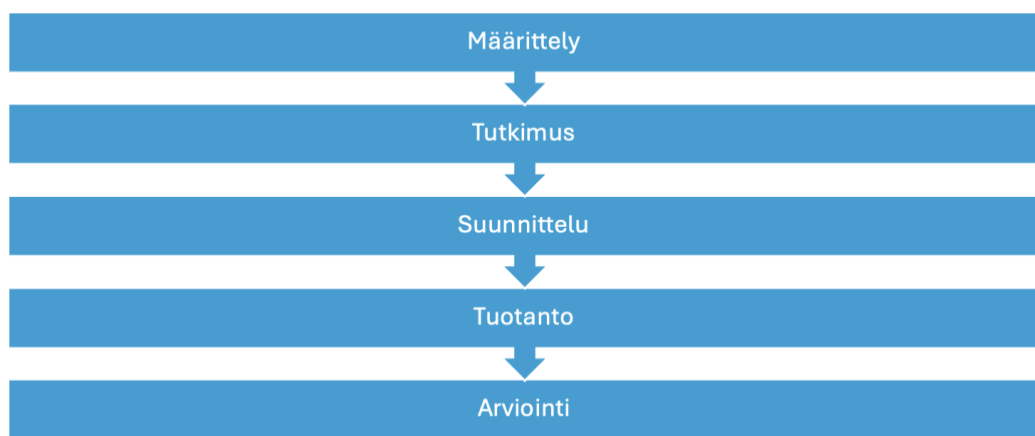 Määrittely
Tutkimus
Suunnittelu
Tuotanto
Arviointi